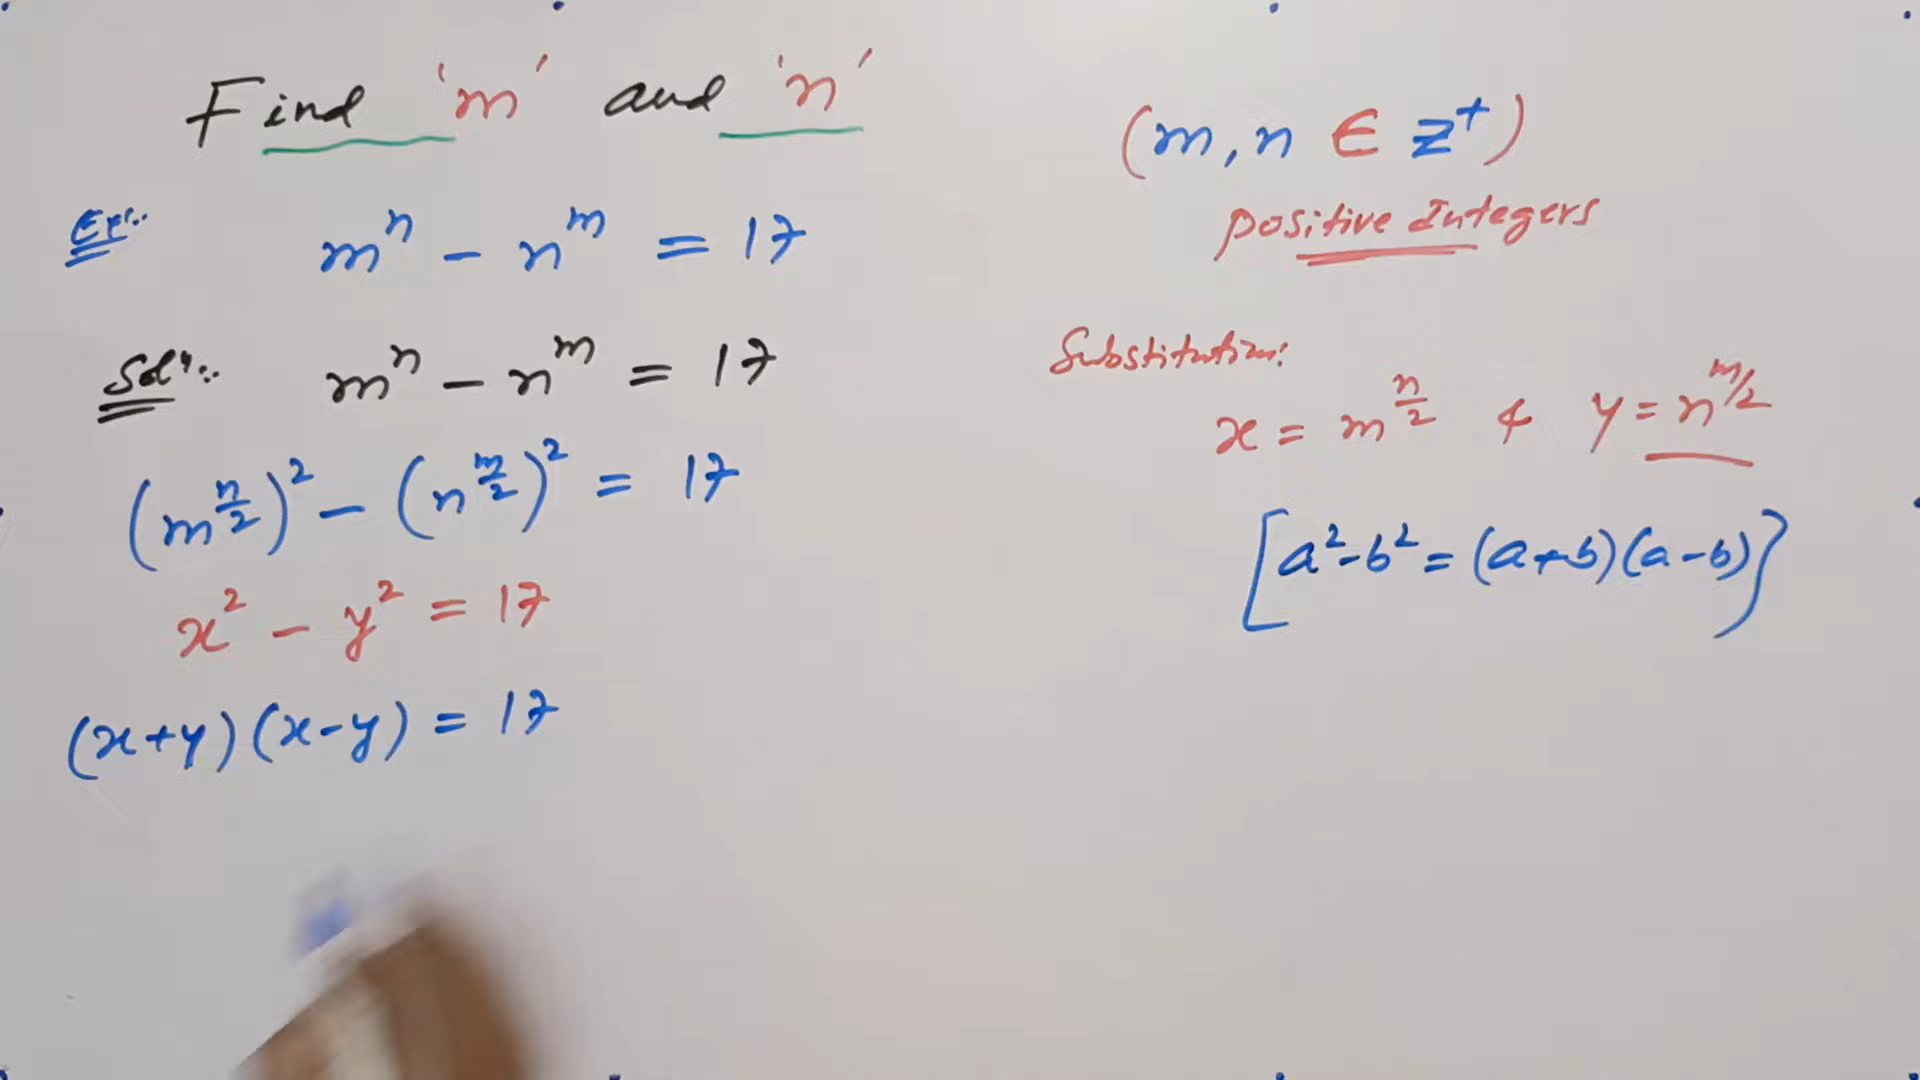 Find 'm' and 'n'
(m, n ∈ Z⁺)
Positive Integers
Ex:-
mⁿ - nᵐ = 17
Solⁿ:-
mⁿ - nᵐ = 17
Substitution:
x = m^(n/2) & y = n^(m/2)
(m^(n/2))² - (n^(m/2))² = 17
[a²-b² = (a+b)(a-b)]
x² - y² = 17
(x+y)(x-y) = 17